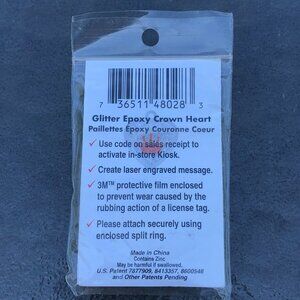 7 36511 48028 3
Glitter Epoxy Crown Heart
Paillettes Epoxy Couronne Coeur
✓ Use code on sales receipt to
activate in-store Kiosk.
✓ Create laser engraved message.
✓ 3M™ protective film enclosed
to prevent wear caused by the
rubbing action of a license tag.
✓ Please attach securely using
enclosed split ring.
Made in China
Contains Zinc
May be harmful if swallowed.
U.S. Patent 7877909, 8413357, 8600548
and Other Patents Pending